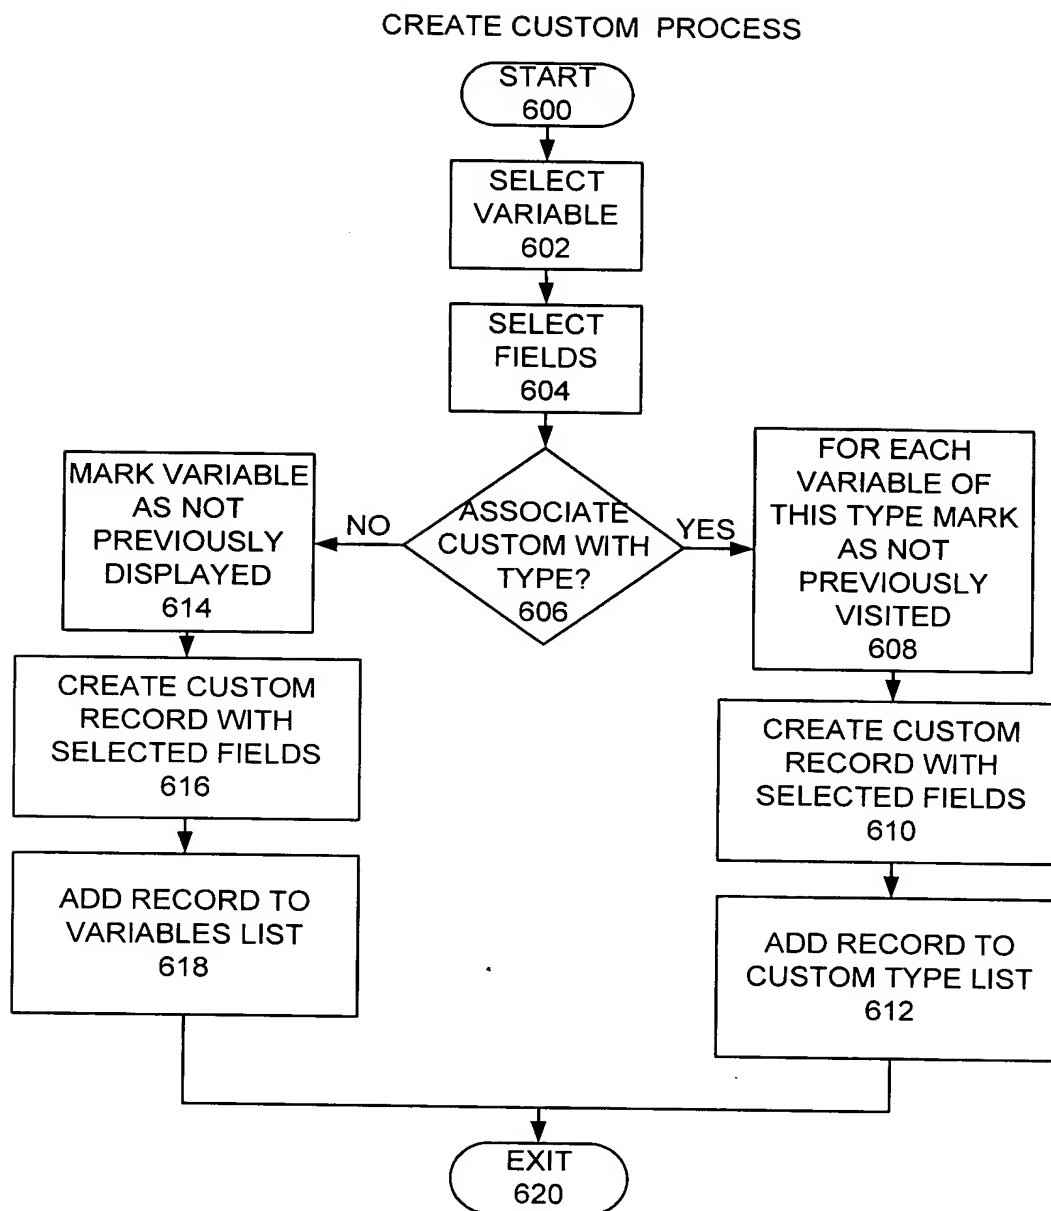 CREATE CUSTOM PROCESS
START
600
SELECT
VARIABLE
602
SELECT
FIELDS
604
ASSOCIATE
CUSTOM WITH
TYPE?
606
NO
YES
MARK VARIABLE
AS NOT
PREVIOUSLY
DISPLAYED
614
CREATE CUSTOM
RECORD WITH
SELECTED FIELDS
616
ADD RECORD TO
VARIABLES LIST
618
FOR EACH
VARIABLE OF
THIS TYPE MARK
AS NOT
PREVIOUSLY
VISITED
608
CREATE CUSTOM
RECORD WITH
SELECTED FIELDS
610
ADD RECORD TO
CUSTOM TYPE LIST
612
EXIT
620